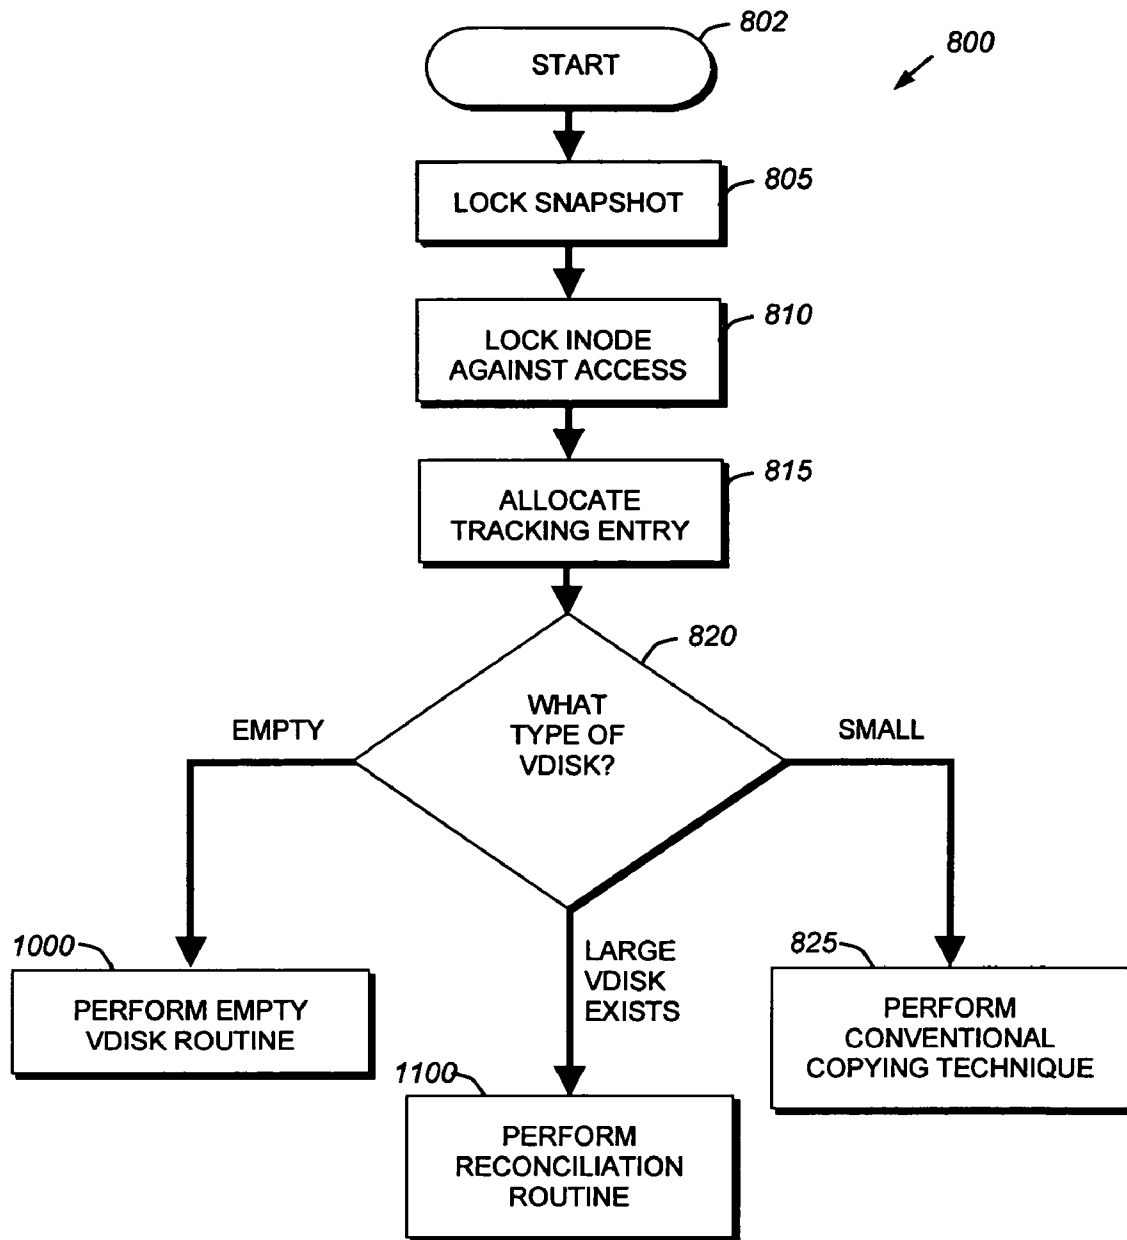 802
START
800
805
LOCK SNAPSHOT
810
LOCK INODE
AGAINST ACCESS
815
ALLOCATE
TRACKING ENTRY
820
WHAT
TYPE OF
VDISK?
EMPTY
SMALL
1000
PERFORM EMPTY
VDISK ROUTINE
LARGE
VDISK
EXISTS
825
PERFORM
CONVENTIONAL
COPYING TECHNIQUE
1100
PERFORM
RECONCILIATION
ROUTINE